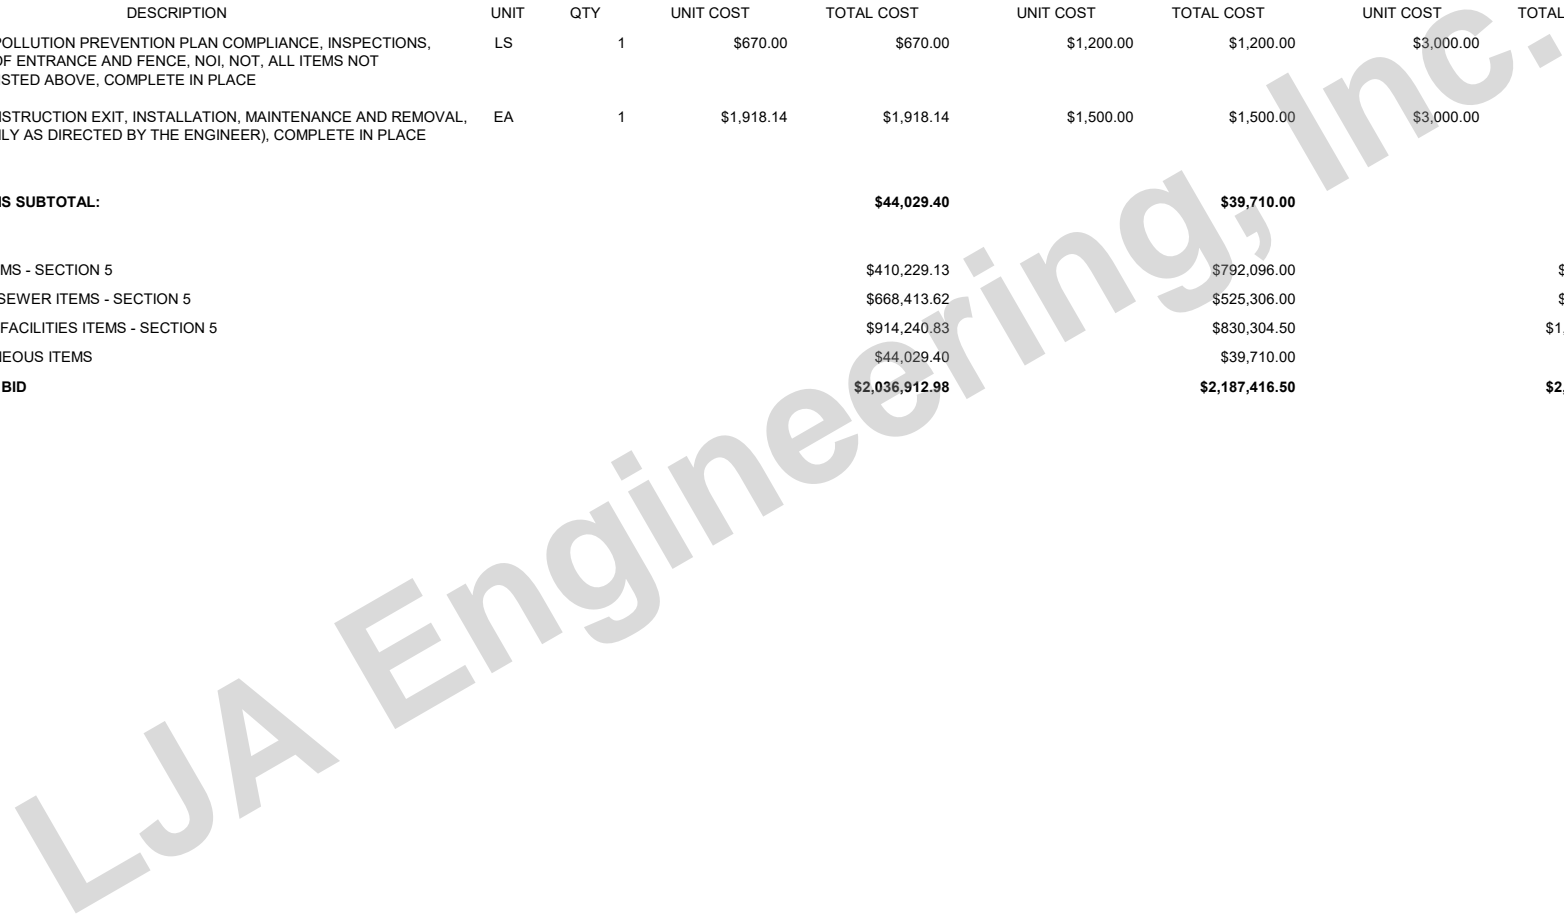 DESCRIPTION UNIT QTY UNIT COST TOTAL COST UNIT COST TOTAL COST UNIT COST TOTAL
POLLUTION PREVENTION PLAN COMPLIANCE, INSPECTIONS, LS 1 $670.00 $670.00 $1,200.00 $1,200.00 $3,000.00
OF ENTRANCE AND FENCE, NOI, NOT, ALL ITEMS NOT
ISTED ABOVE, COMPLETE IN PLACE
NSTRUCTION EXIT, INSTALLATION, MAINTENANCE AND REMOVAL, EA 1 $1,918.14 $1,918.14 $1,500.00 $1,500.00 $3,000.00
LY AS DIRECTED BY THE ENGINEER), COMPLETE IN PLACE
S SUBTOTAL: $44,029.40 $39,710.00
MS - SECTION 5 $410,229.13 $792,096.00 $
SEWER ITEMS - SECTION 5 $668,413.62 $525,306.00 $
FACILITIES ITEMS - SECTION 5 $914,240.83 $830,304.50 $1,
EOUS ITEMS $44,029.40 $39,710.00
BID $2,036,912.98 $2,187,416.50 $2,
LJA Engineering, Inc.